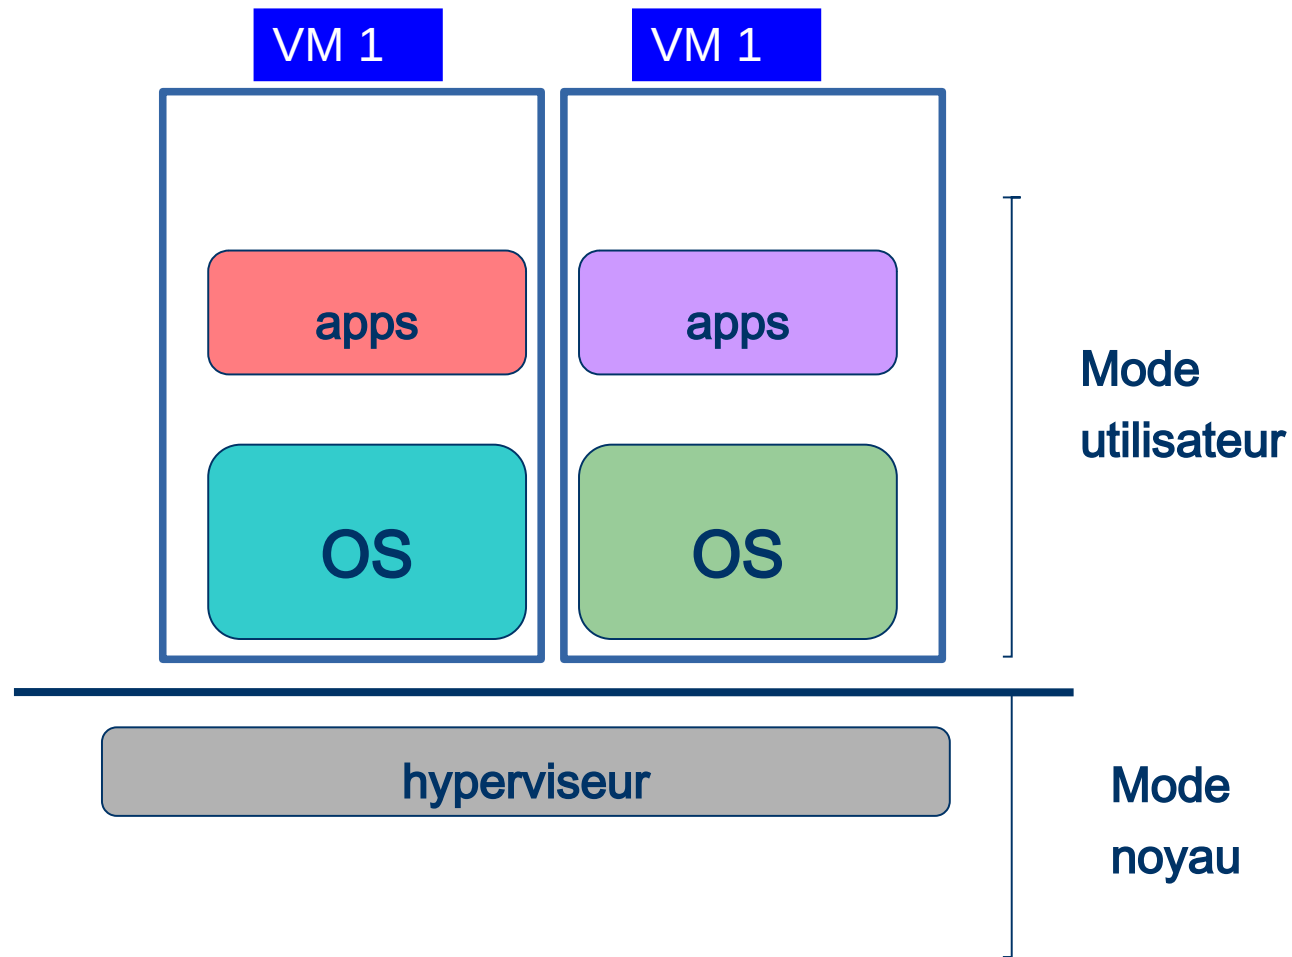 VM 1
VM 1
apps
apps
Mode
utilisateur
OS
OS
hyperviseur
Mode
noyau